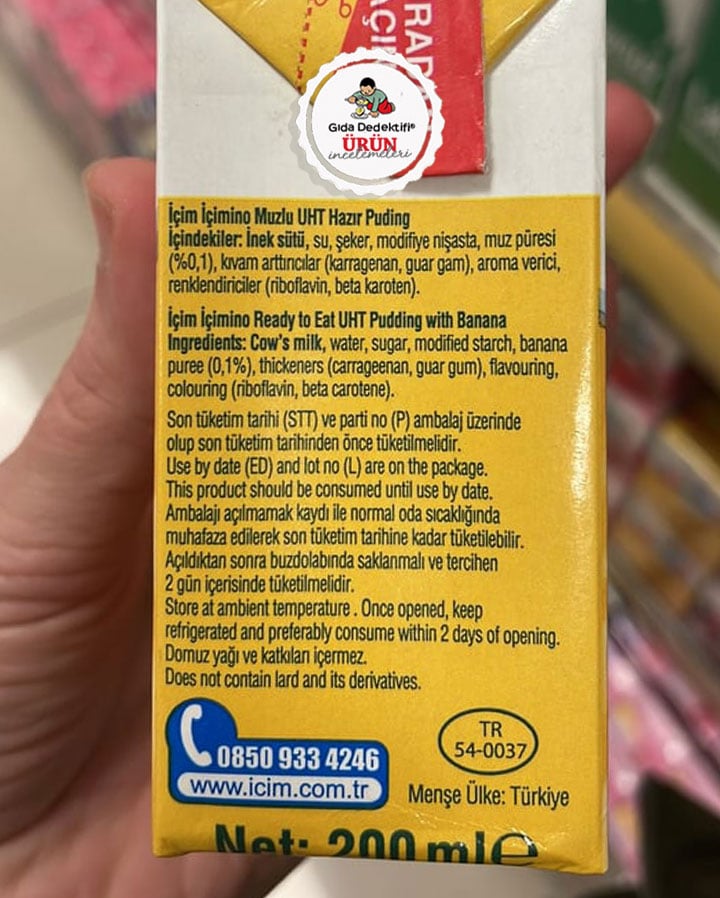 AÇI
RAD
Gıda Dedektifi®
ÜRÜN
incelemeleri
İçim İçimino Muzlu UHT Hazır Puding
İçindekiler: İnek sütü, su, şeker, modifiye nişasta, muz püresi
(%0,1), kıvam arttırıcılar (karragenan, guar gam), aroma verici,
renklendiriciler (riboflavin, beta karoten).
İçim İçimino Ready to Eat UHT Pudding with Banana
Ingredients: Cow's milk, water, sugar, modified starch, banana
puree (0,1%), thickeners (carrageenan, guar gum), flavouring,
colouring (riboflavin, beta carotene).
Son tüketim tarihi (STT) ve parti no (P) ambalaj üzerinde
olup son tüketim tarihinden önce tüketilmelidir.
Use by date (ED) and lot no (L) are on the package.
This product should be consumed until use by date.
Ambalajı açılmamak kaydı ile normal oda sıcaklığında
muhafaza edilerek son tüketim tarihine kadar tüketilebilir.
Açıldıktan sonra buzdolabında saklanmalı ve tercihen
2 gün içerisinde tüketilmelidir.
Store at ambient temperature . Once opened, keep
refrigerated and preferably consume within 2 days of opening.
Domuz yağı ve katkıları içermez.
Does not contain lard and its derivatives.
0850 933 4246
www.icim.com.tr
TR
54-0037
Menşe Ülke: Türkiye
Net: 200 ml e